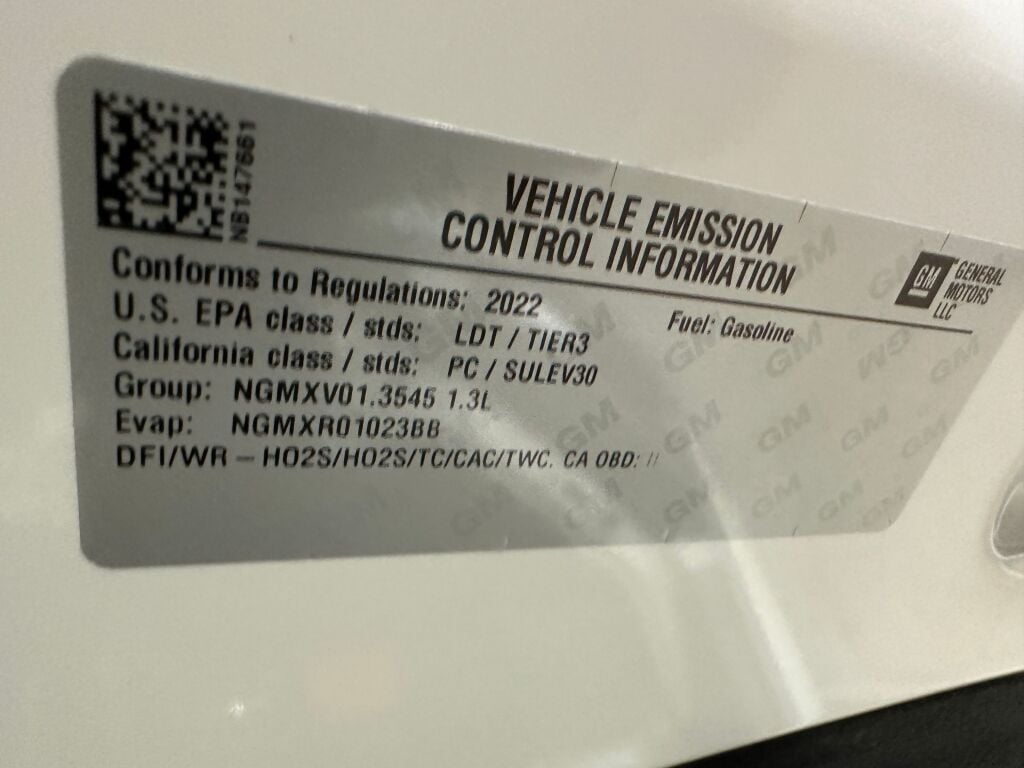 NB1476661
VEHICLE EMISSION
CONTROL INFORMATION
GM GENERAL
MOTORS
LLC
Conforms to Regulations: 2022
Fuel: Gasoline
U.S. EPA class / stds: LDT / TIER3
California class / stds: PC / SULEV30
Group: NGMXV01.3545 1.3L
Evap: NGMXR01023BB
DFI/WR – HO2S/HO2S/TC/CAC/TWC. CA OBD: II